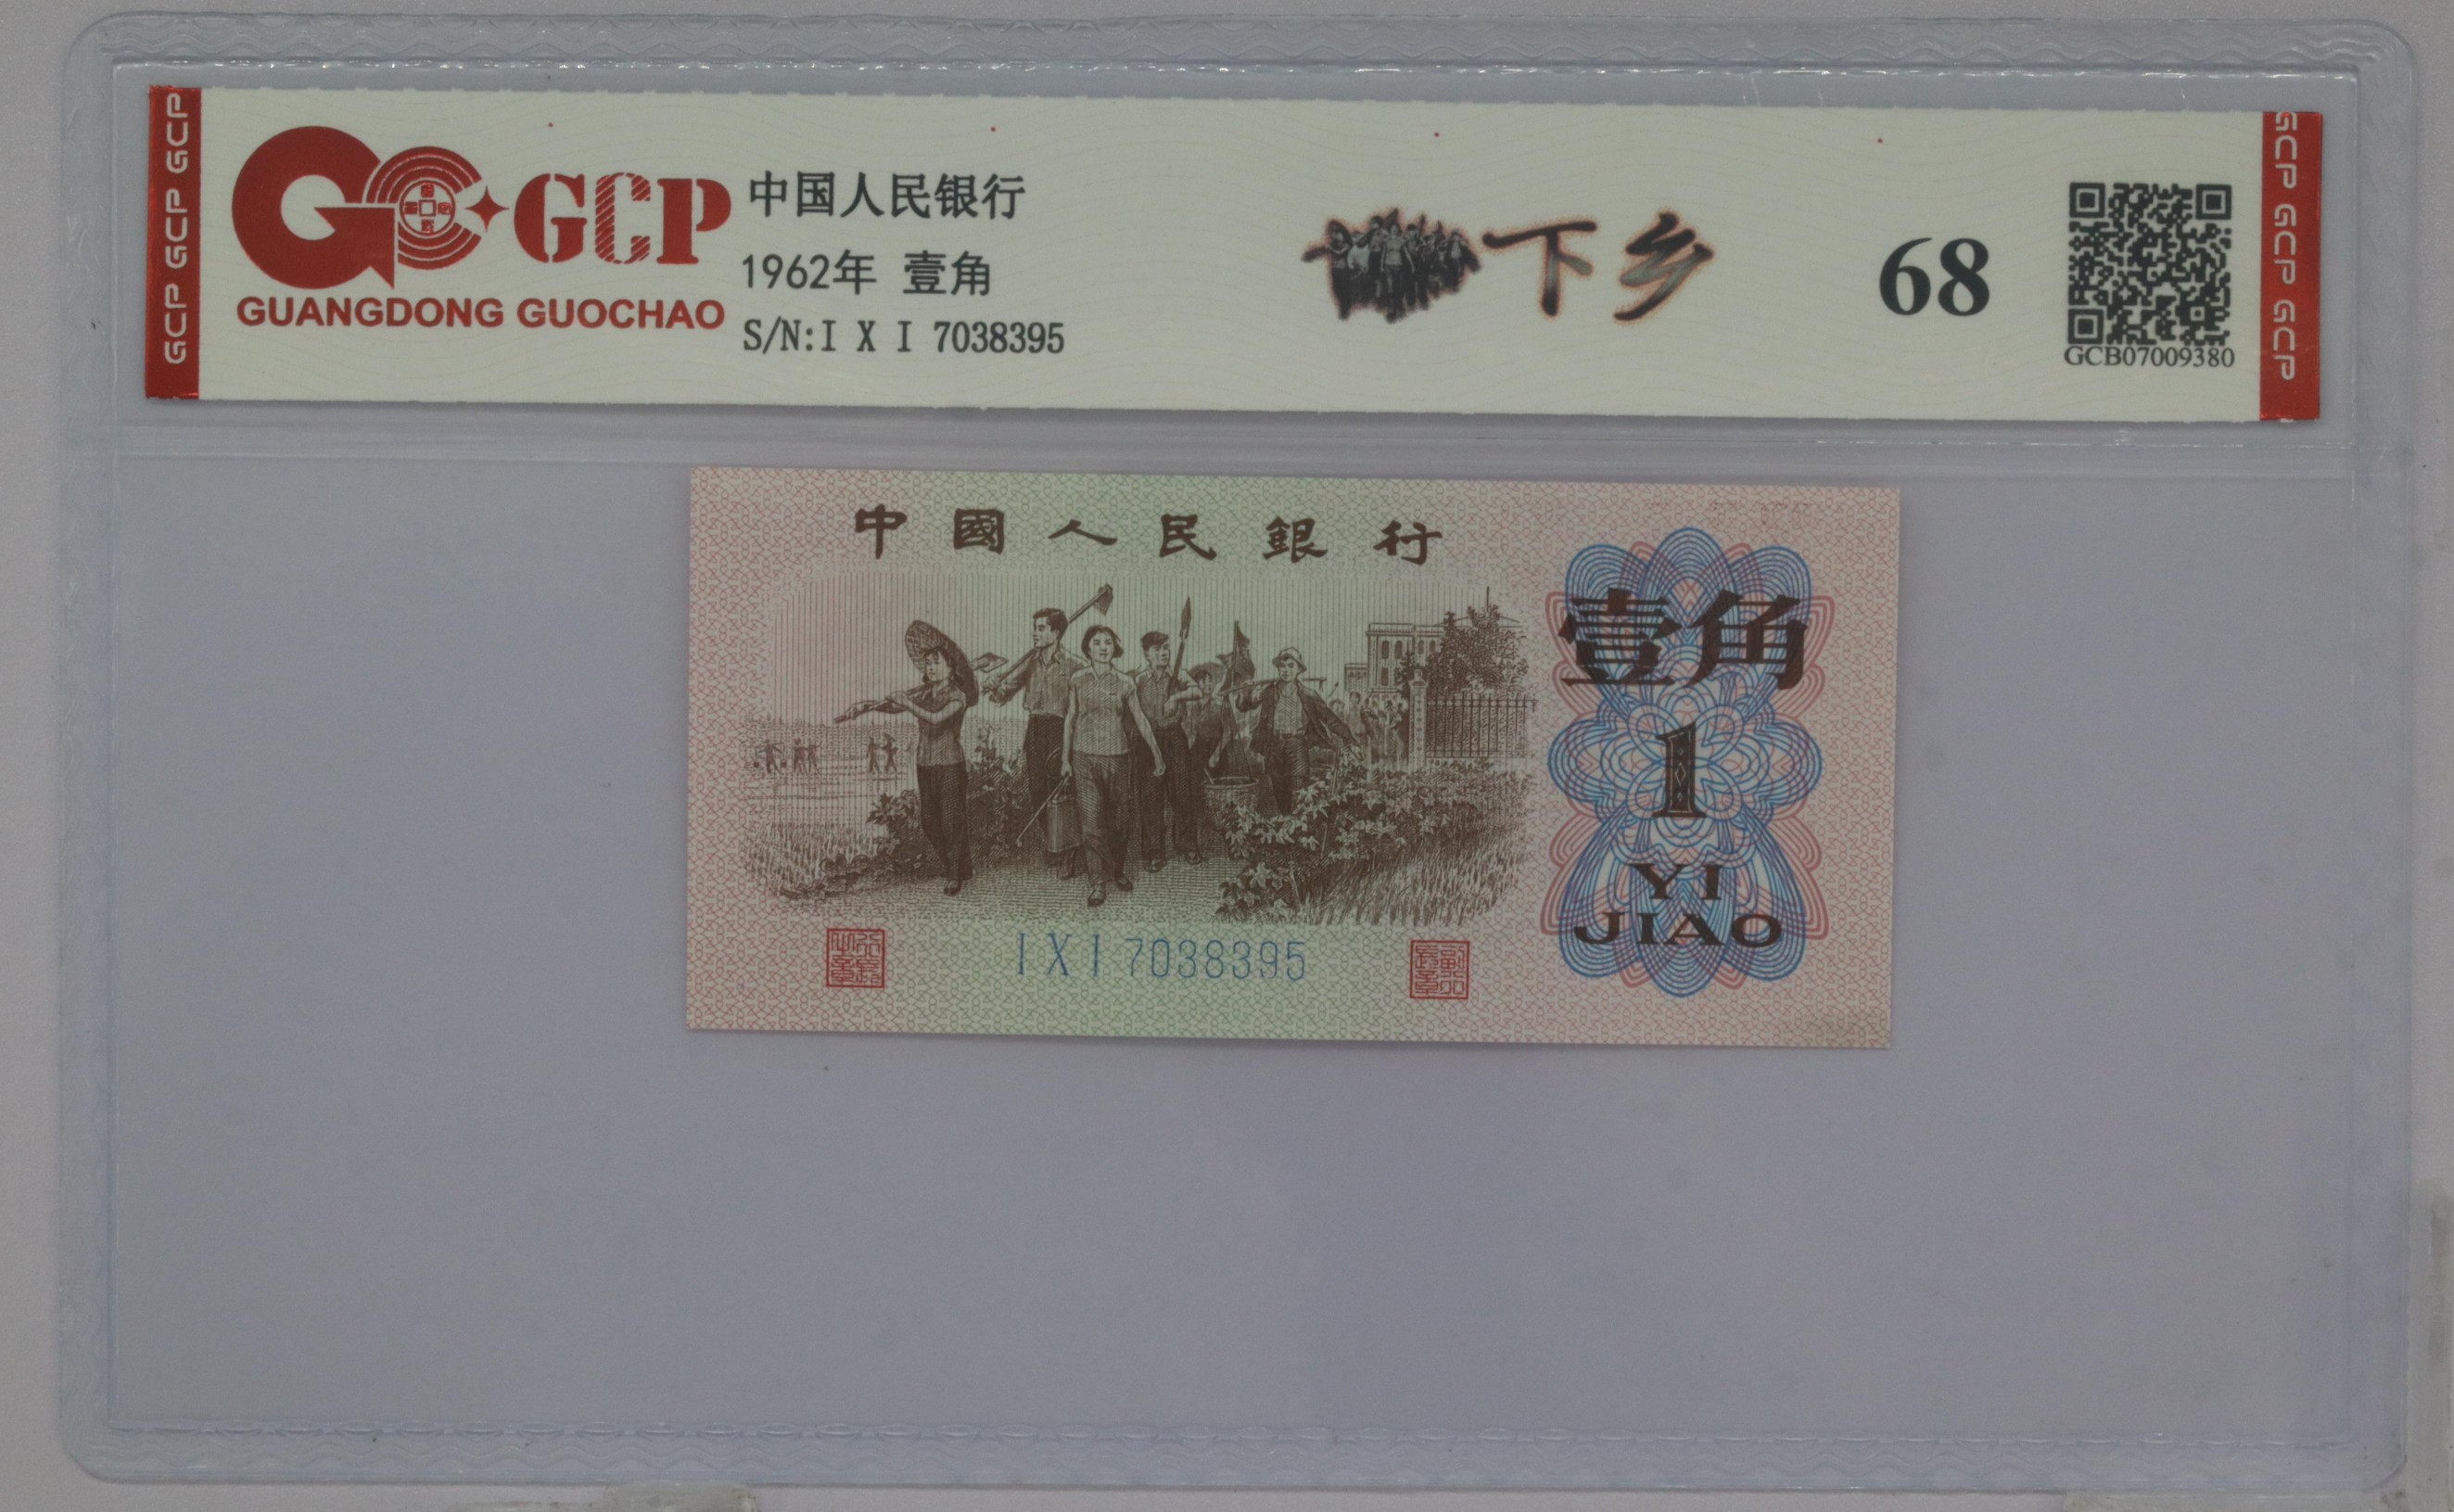 GCP GCP GCP
GCP
GUANGDONG GUOCHAO
中国人民银行
1962年 壹角
S/N:I X I 7038395
下乡
68
GCB07009380
GCP GCP GCP
中國人民銀行
壹角
1
YI
JIAO
I X I 7038395